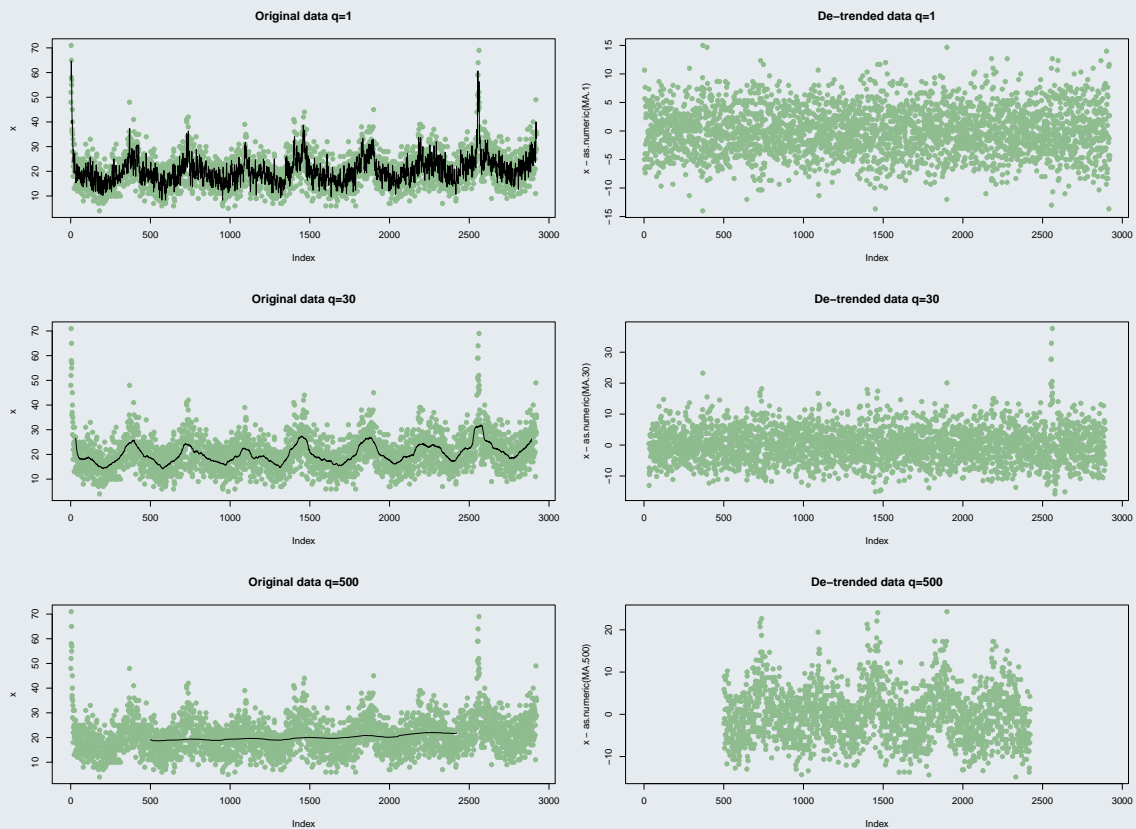 Original data q=1
x
70
60
50
40
30
20
10
0 500 1000 1500 2000 2500 3000
Index
De−trended data q=1
x − as.numeric(MA.1)
15
10
5
0
−5
−10
−15
0 500 1000 1500 2000 2500 3000
Index
Original data q=30
x
70
60
50
40
30
20
10
0 500 1000 1500 2000 2500 3000
Index
De−trended data q=30
x − as.numeric(MA.30)
30
20
10
0
−10
0 500 1000 1500 2000 2500 3000
Index
Original data q=500
x
70
60
50
40
30
20
10
0 500 1000 1500 2000 2500 3000
Index
De−trended data q=500
x − as.numeric(MA.500)
20
10
0
−10
0 500 1000 1500 2000 2500 3000
Index